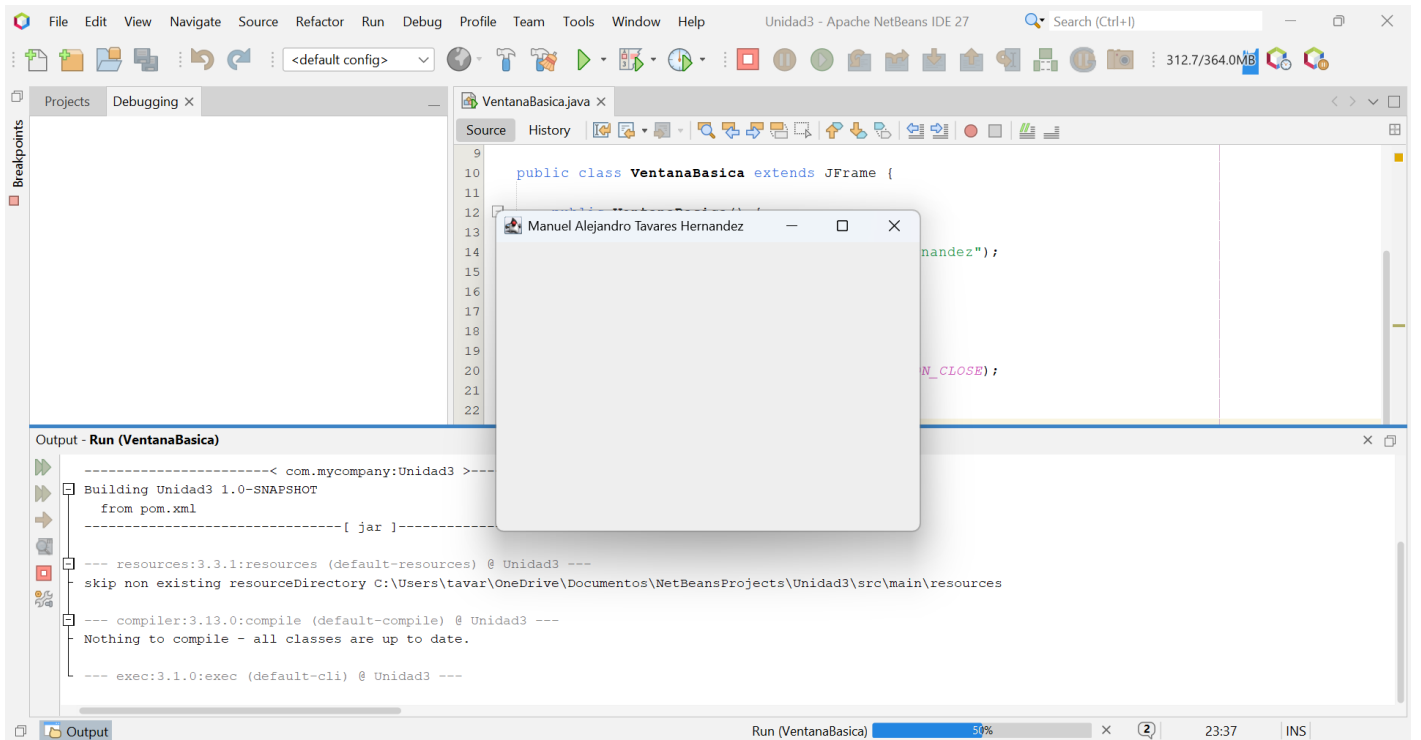 File Edit View Navigate Source Refactor Run Debug Profile Team Tools Window Help Unidad3 - Apache NetBeans IDE 27 Search (Ctrl+I)
<default config> 312.7/364.0MB
Projects Debugging
VentanaBasica.java
Breakpoints
Source History
9
10 public class VentanaBasica extends JFrame {
11
12
13
14 nandez");
15
16
17
18
19
20 N_CLOSE);
21
22
Manuel Alejandro Tavares Hernandez
Output - Run (VentanaBasica)
-----------------------< com.mycompany:Unidad3 >---
Building Unidad3 1.0-SNAPSHOT
from pom.xml
--------------------------------[ jar ]-------------
--- resources:3.3.1:resources (default-resources) @ Unidad3 ---
skip non existing resourceDirectory C:\Users\tavar\OneDrive\Documentos\NetBeansProjects\Unidad3\src\main\resources
--- compiler:3.13.0:compile (default-compile) @ Unidad3 ---
Nothing to compile - all classes are up to date.
--- exec:3.1.0:exec (default-cli) @ Unidad3 ---
Output Run (VentanaBasica) 50% 2 23:37 INS